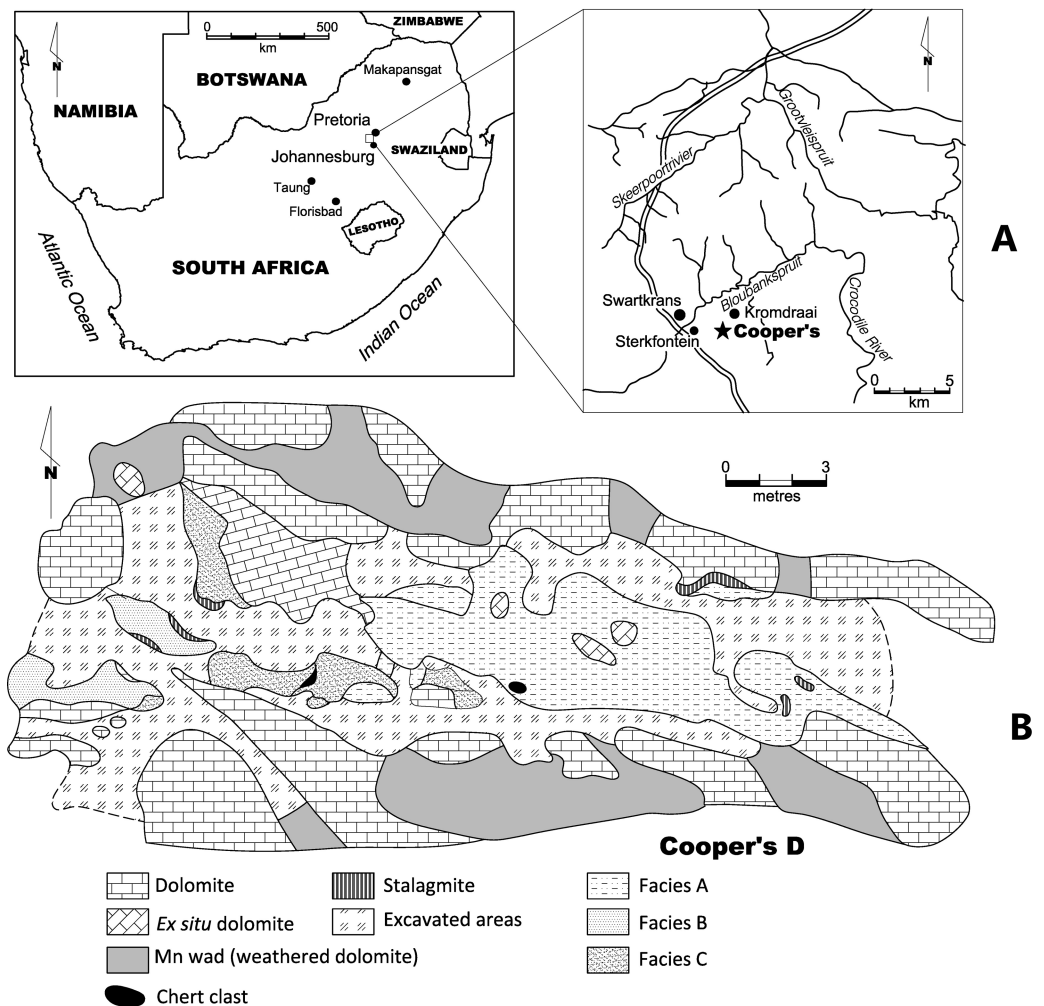 ZIMBABWE
0 500
km
N
BOTSWANA
Makapansgat
NAMIBIA
Pretoria
Johannesburg
SWAZILAND
Taung
Florisbad
LESOTHO
SOUTH AFRICA
Atlantic Ocean
Indian Ocean
N
Grootvleispruit
Skeerpoortrivier
Bloubankspruit
Swartkrans
Kromdraai
Cooper's
Sterkfontein
Crocodile River
0 5
km
A
N
0 3
metres
B
Cooper's D
Dolomite
Stalagmite
Facies A
Ex situ dolomite
Excavated areas
Facies B
Mn wad (weathered dolomite)
Facies C
Chert clast